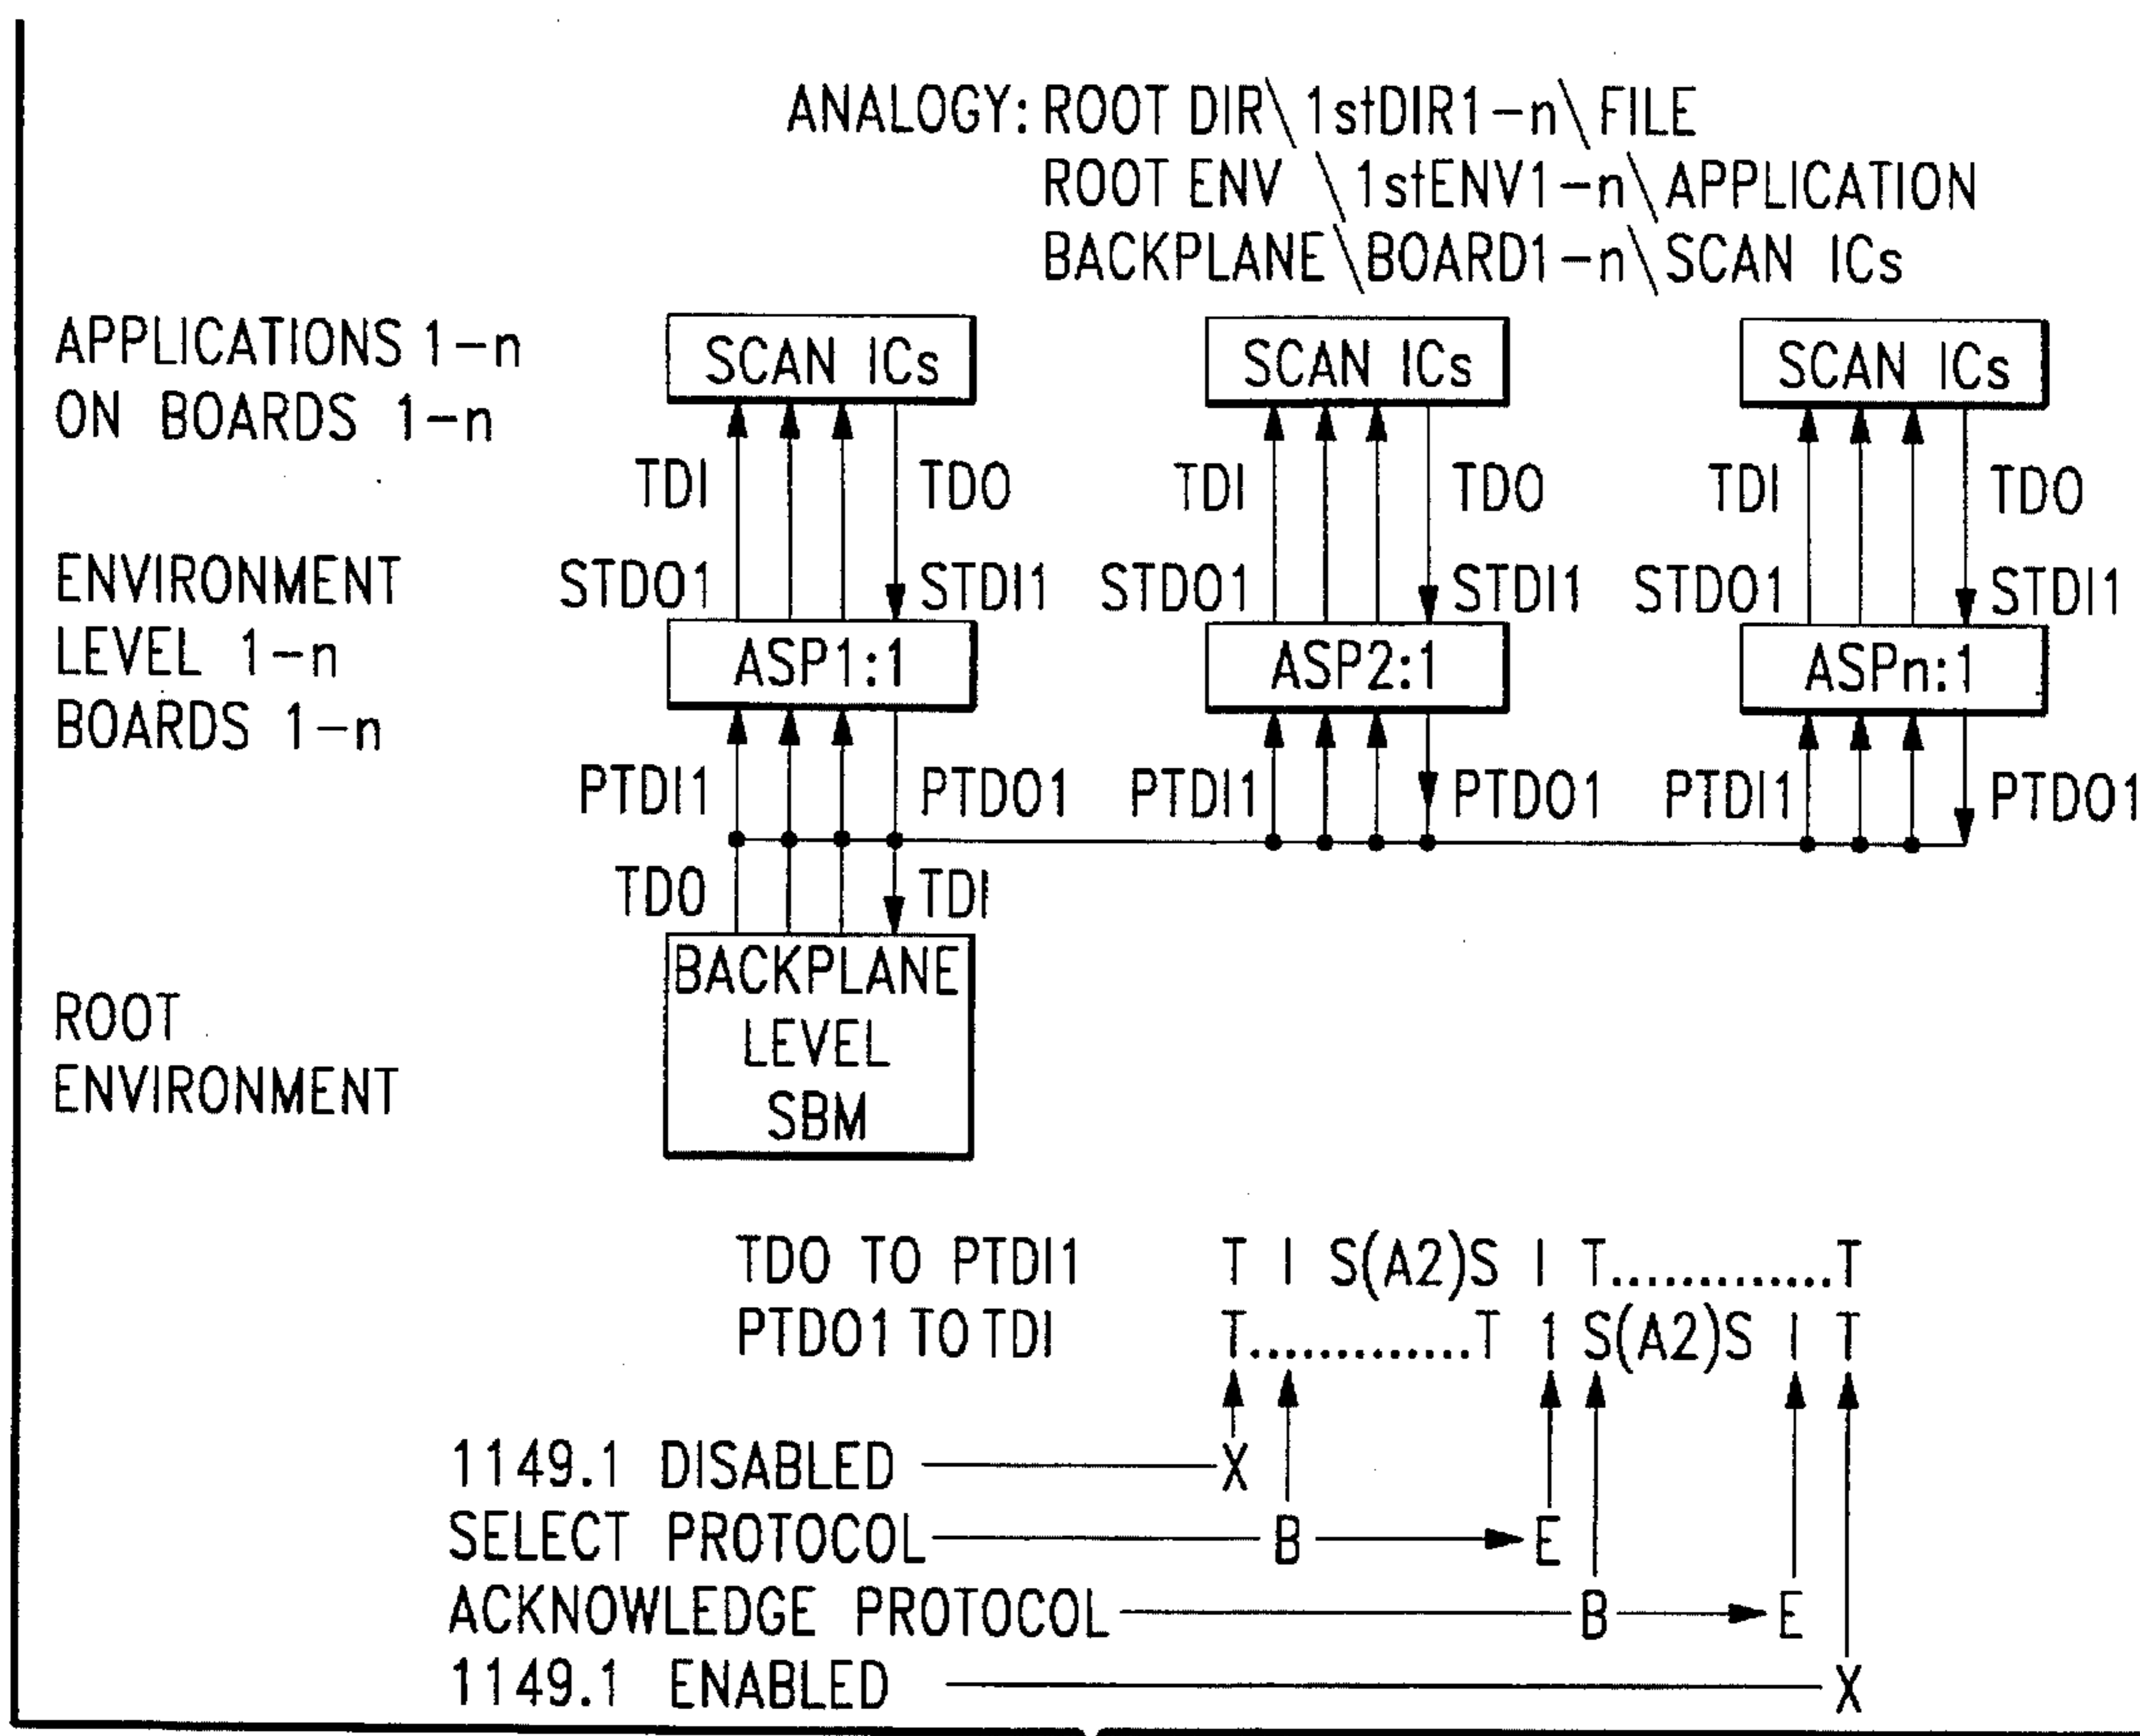 ANALOGY: ROOT DIR\1stDIR1-n\FILE
ROOT ENV \1stENV1-n\APPLICATION
BACKPLANE\BOARD1-n\SCAN ICs
APPLICATIONS 1-n
ON BOARDS 1-n
SCAN ICs SCAN ICs SCAN ICs
TDI TDO TDI TDO TDI TDO
ENVIRONMENT
LEVEL 1-n
BOARDS 1-n
STDO1 STDI1 STDO1 STDI1 STDO1 STDI1
ASP1:1 ASP2:1 ASPn:1
PTDI1 PTDO1 PTDI1 PTDO1 PTDI1 PTDO1
TDO TDI
ROOT
ENVIRONMENT
BACKPLANE
LEVEL
SBM
TDO TO PTDI1 T I S(A2)S I T.............T
PTDO1 TO TDI T.............T 1 S(A2)S I T
1149.1 DISABLED X
SELECT PROTOCOL B E
ACKNOWLEDGE PROTOCOL B E
1149.1 ENABLED X